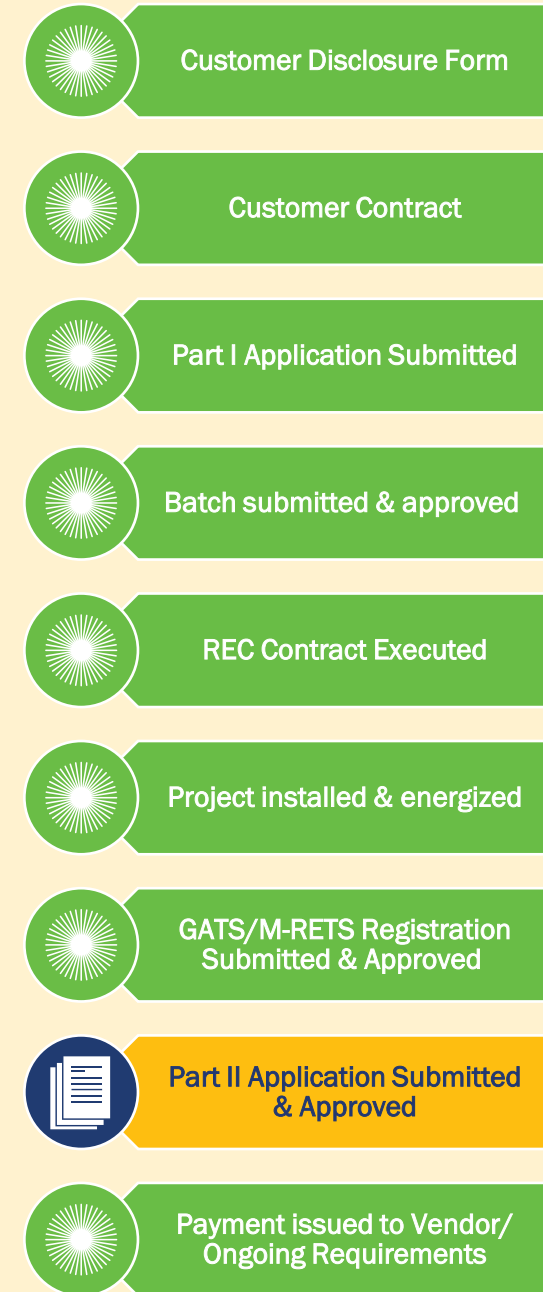 Customer Disclosure Form
Customer Contract
Part I Application Submitted
Batch submitted & approved
REC Contract Executed
Project installed & energized
GATS/M-RETS Registration
Submitted & Approved
Part II Application Submitted
& Approved
Payment issued to Vendor/
Ongoing Requirements